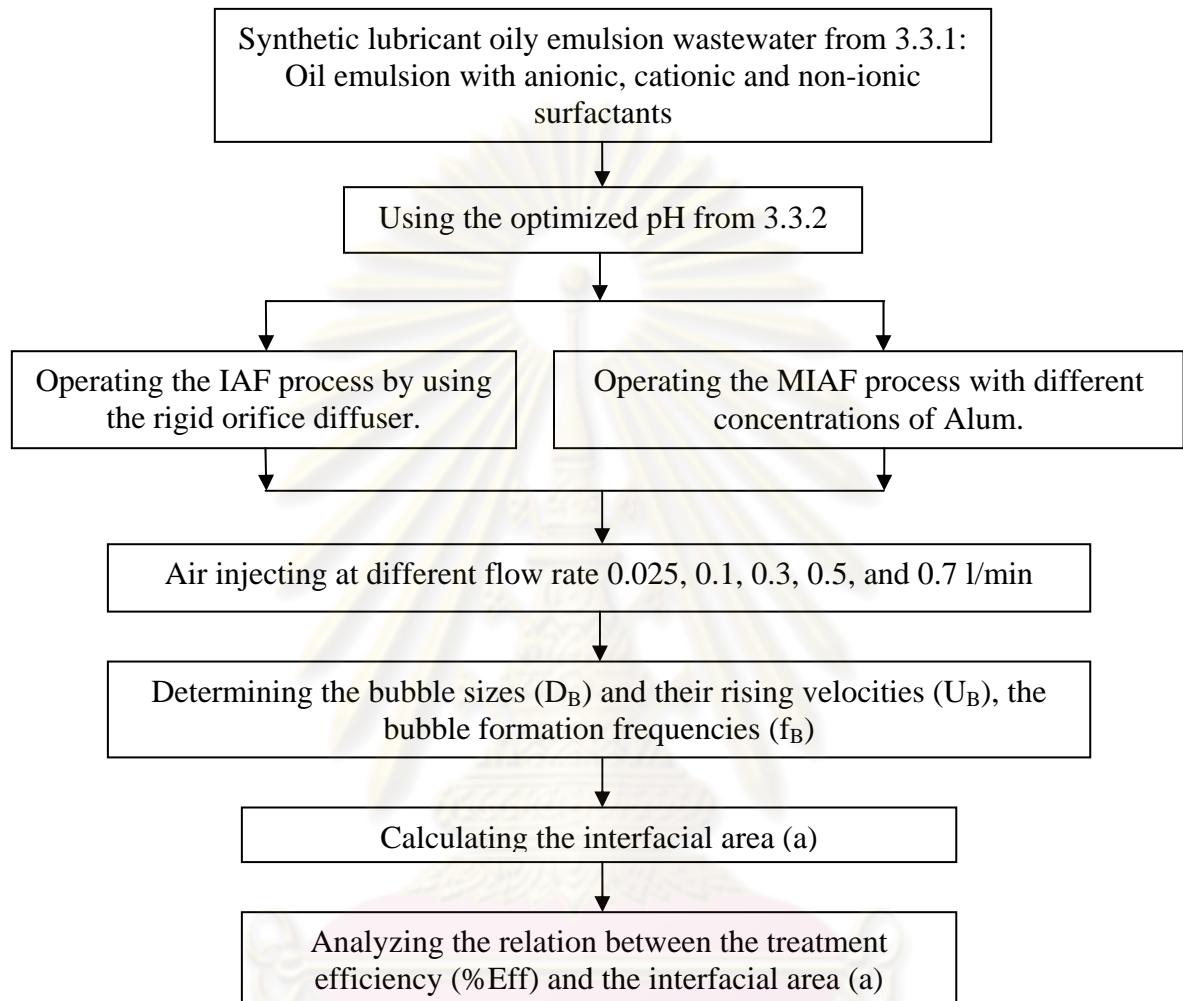 Synthetic lubricant oily emulsion wastewater from 3.3.1:
Oil emulsion with anionic, cationic and non-ionic
surfactants
Using the optimized pH from 3.3.2
Operating the IAF process by using
the rigid orifice diffuser.
Operating the MIAF process with different
concentrations of Alum.
Air injecting at different flow rate 0.025, 0.1, 0.3, 0.5, and 0.7 l/min
Determining the bubble sizes (D_B) and their rising velocities (U_B), the
bubble formation frequencies (f_B)
Calculating the interfacial area (a)
Analyzing the relation between the treatment
efficiency (%Eff) and the interfacial area (a)